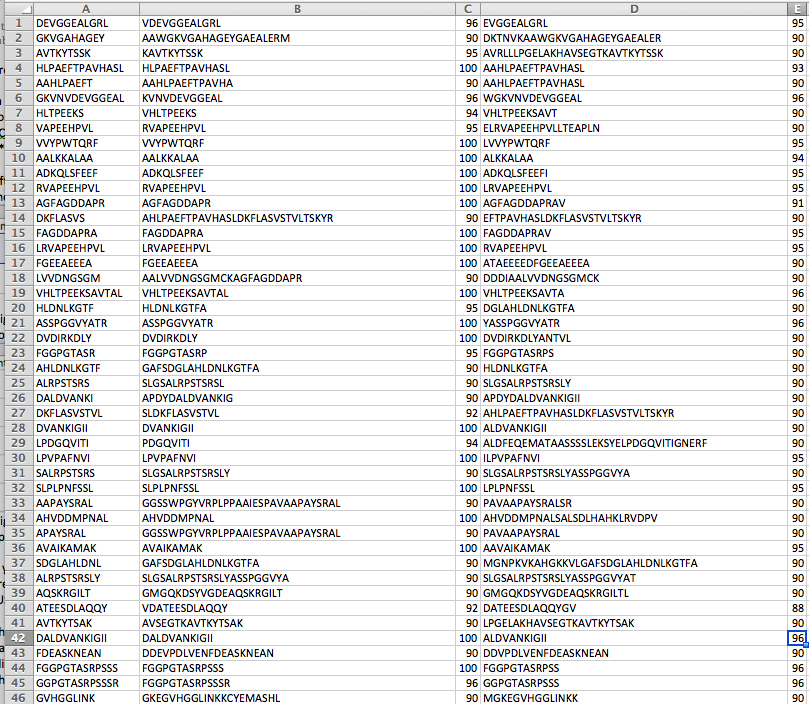 A B C D E
1 DEVGGEALGRL VDEVGGEALGRL 96 EVGGEALGRL 95
2 GKVGAHAGEY AAWGKVGAHAGEYGAEALERM 90 DKTNVKAAWGKVGAHAGEYGAEALER 90
3 AVTKYTSSK KAVTKYTSSK 95 AVRLLLPGELAKHAVSEGTKAVTKYTSSK 90
4 HLPAEFTPAVHASL HLPAEFTPAVHASL 100 AAHLPAEFTPAVHASL 93
5 AAHLPAEFT AAHLPAEFTPAVHA 90 AAHLPAEFTPAVHASL 90
6 GKVNVDEVGGEAL KVNVDEVGGEAL 96 WGKVNVDEVGGEAL 96
7 HLTPEEKS VHLTPEEKS 94 VHLTPEEKSAVT 90
8 VAPEEHPVL RVAPEEHPVL 95 ELRVAPEEHPVLLTEAPLN 90
9 VVYPWTQRF VVYPWTQRF 100 LVVYPWTQRF 95
10 AALKKALAA AALKKALAA 100 ALKKALAA 94
11 ADKQLSFEEF ADKQLSFEEF 100 ADKQLSFEEFI 95
12 RVAPEEHPVL RVAPEEHPVL 100 LRVAPEEHPVL 95
13 AGFAGDDAPR AGFAGDDAPR 100 AGFAGDDAPRAV 91
14 DKFLASVS AHLPAEFTPAVHASLDKFLASVSTVLTSKYR 90 EFTPAVHASLDKFLASVSTVLTSKYR 90
15 FAGDDAPRA FAGDDAPRA 100 FAGDDAPRAV 95
16 LRVAPEEHPVL LRVAPEEHPVL 100 RVAPEEHPVL 95
17 FGEEAEEEA FGEEAEEEA 100 ATAEEEEDFGEEAEEEA 90
18 LVVDNGSGM AALVVDNGSGMCKAGFAGDDAPR 90 DDDIAALVVDNGSGMCK 90
19 VHLTPEEKSAVTAL VHLTPEEKSAVTAL 100 VHLTPEEKSAVTA 96
20 HLDNLKGTF HLDNLKGTFA 95 DGLAHLDNLKGTFA 90
21 ASSPGGVYATR ASSPGGVYATR 100 YASSPGGVYATR 96
22 DVDIRKDLY DVDIRKDLY 100 DVDIRKDLYANTVL 90
23 FGGPGTASR FGGPGTASRP 95 FGGPGTASRPS 90
24 AHLDNLKGTF GAFSDGLAHLDNLKGTFA 90 HLDNLKGTFA 90
25 ALRPSTSRS SLGSALRPSTSRSL 90 SLGSALRPSTSRSLY 90
26 DALDVANKI APDYDALDVANKIG 90 APDYDALDVANKIGII 90
27 DKFLASVSTVL SLDKFLASVSTVL 92 AHLPAEFTPAVHASLDKFLASVSTVLTSKYR 90
28 DVANKIGII DVANKIGII 100 ALDVANKIGII 90
29 LPDGQVITI PDGQVITI 94 ALDFEQEMATAASSSSLEKSYELPDGQVITIGNERF 90
30 LPVPAFNVI LPVPAFNVI 100 ILPVPAFNVI 95
31 SALRPSTSRS SLGSALRPSTSRSLY 90 SLGSALRPSTSRSLYASSPGGVYA 90
32 SLPLPNFSSL SLPLPNFSSL 100 LPLPNFSSL 95
33 AAPAYSRAL GGSSWPGYVRPLPPAAIESPAVAAPAYSRAL 90 PAVAAPAYSRALSR 90
34 AHVDDMPNAL AHVDDMPNAL 100 AHVDDMPNALSALSDLHAHKLRVDPV 90
35 APAYSRAL GGSSWPGYVRPLPPAAIESPAVAAPAYSRAL 90 PAVAAPAYSRAL 90
36 AVAIKAMAK AVAIKAMAK 100 AAVAIKAMAK 95
37 SDGLAHLDNL GAFSDGLAHLDNLKGTFA 90 MGNPKVKAHGKKVLGAFSDGLAHLDNLKGTFA 90
38 ALRPSTSRSLY SLGSALRPSTSRSLYASSPGGVYA 90 SLGSALRPSTSRSLYASSPGGVYAT 90
39 AQSKRGILT GMGQKDSYVGDEAQSKRGILT 90 GMGQKDSYVGDEAQSKRGILTL 90
40 ATEESDLAQQY VDATEESDLAQQY 92 DATEESDLAQQYGV 88
41 AVTKYTSAK AVSEGTKAVTKYTSAK 90 LPGELAKHAVSEGTKAVTKYTSAK 90
42 DALDVANKIGII DALDVANKIGII 100 ALDVANKIGII 96
43 FDEASKNEAN DDEVPDLVENFDEASKNEAN 90 DDVPDLVENFDEASKNEAN 90
44 FGGPGTASRPSSS FGGPGTASRPSSS 100 FGGPGTASRPSS 96
45 GGPGTASRPSSSR FGGPGTASRPSSSR 96 GGPGTASRPSSS 96
46 GVHGGLINK GKEGVHGGLINKKCYEMASHL 90 MGKEGVHGGLINKK 90